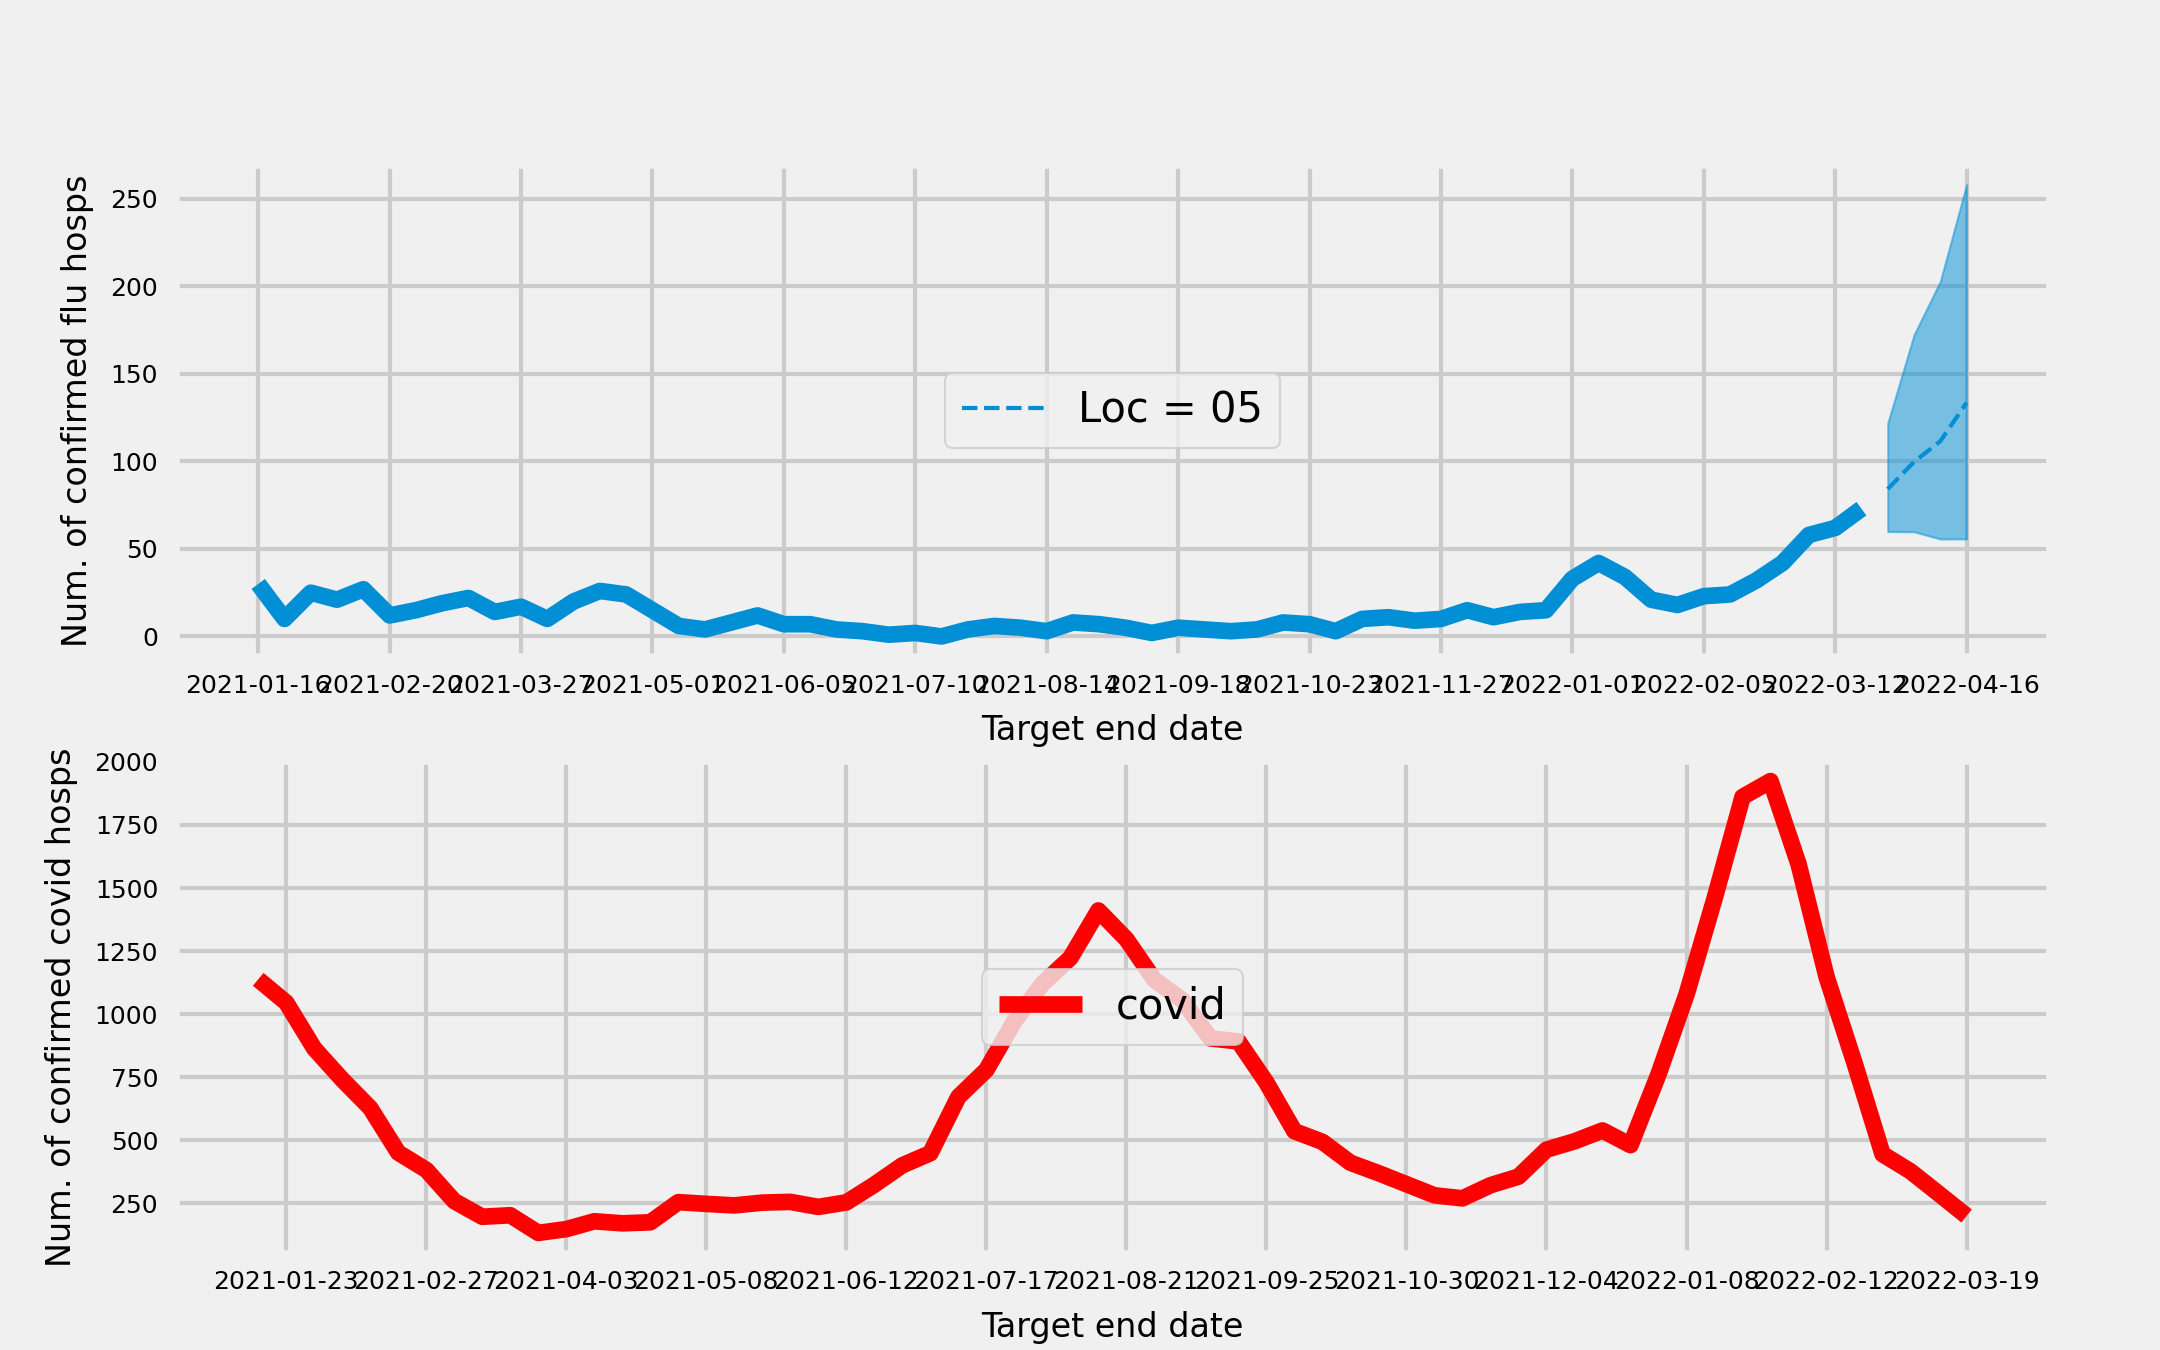 Num. of confirmed flu hosps
250
200
150
100
50
0
Loc = 05
2021-01-16 2021-02-20 2021-03-27 2021-05-01 2021-06-05 2021-07-10 2021-08-14 2021-09-18 2021-10-23 2021-11-27 2022-01-01 2022-02-05 2022-03-12 2022-04-16
Target end date
Num. of confirmed covid hosps
2000
1750
1500
1250
1000
750
500
250
covid
2021-01-23 2021-02-27 2021-04-03 2021-05-08 2021-06-12 2021-07-17 2021-08-21 2021-09-25 2021-10-30 2021-12-04 2022-01-08 2022-02-12 2022-03-19
Target end date